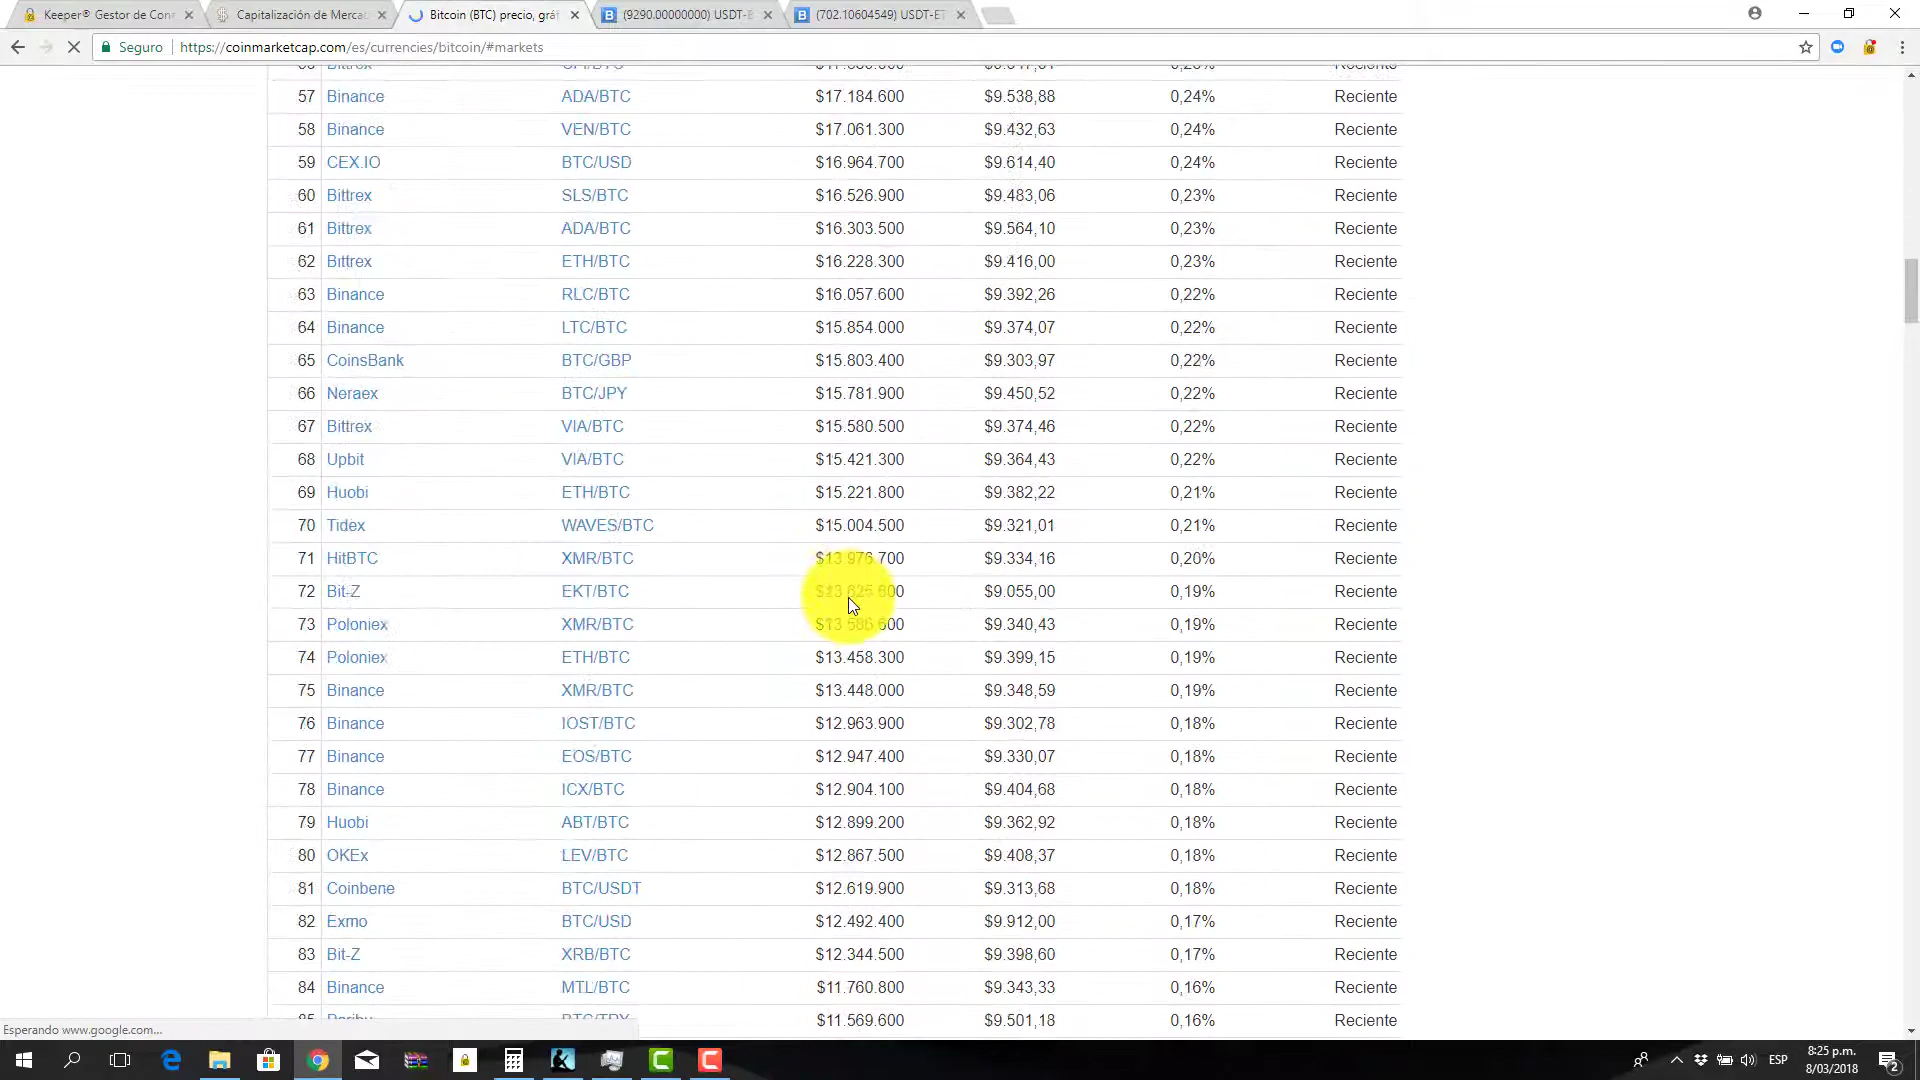 Keeper® Gestor de Con
Capitalización de Merca
Bitcoin (BTC) precio, grá
(9290.00000000) USDT-B
(702.10604549) USDT-ET
Seguro
https://coinmarketcap.com/es/currencies/bitcoin/#markets
57 Binance ADA/BTC $17.184.600 $9.538,88 0,24% Reciente
58 Binance VEN/BTC $17.061.300 $9.432,63 0,24% Reciente
59 CEX.IO BTC/USD $16.964.700 $9.614,40 0,24% Reciente
60 Bittrex SLS/BTC $16.526.900 $9.483,06 0,23% Reciente
61 Bittrex ADA/BTC $16.303.500 $9.564,10 0,23% Reciente
62 Bittrex ETH/BTC $16.228.300 $9.416,00 0,23% Reciente
63 Binance RLC/BTC $16.057.600 $9.392,26 0,22% Reciente
64 Binance LTC/BTC $15.854.000 $9.374,07 0,22% Reciente
65 CoinsBank BTC/GBP $15.803.400 $9.303,97 0,22% Reciente
66 Neraex BTC/JPY $15.781.900 $9.450,52 0,22% Reciente
67 Bittrex VIA/BTC $15.580.500 $9.374,46 0,22% Reciente
68 Upbit VIA/BTC $15.421.300 $9.364,43 0,22% Reciente
69 Huobi ETH/BTC $15.221.800 $9.382,22 0,21% Reciente
70 Tidex WAVES/BTC $15.004.500 $9.321,01 0,21% Reciente
71 HitBTC XMR/BTC $13.976.700 $9.334,16 0,20% Reciente
72 Bit-Z EKT/BTC $9.055,00 0,19% Reciente
73 Poloniex XMR/BTC $13.586.600 $9.340,43 0,19% Reciente
74 Poloniex ETH/BTC $13.458.300 $9.399,15 0,19% Reciente
75 Binance XMR/BTC $13.448.000 $9.348,59 0,19% Reciente
76 Binance IOST/BTC $12.963.900 $9.302,78 0,18% Reciente
77 Binance EOS/BTC $12.947.400 $9.330,07 0,18% Reciente
78 Binance ICX/BTC $12.904.100 $9.404,68 0,18% Reciente
79 Huobi ABT/BTC $12.899.200 $9.362,92 0,18% Reciente
80 OKEx LEV/BTC $12.867.500 $9.408,37 0,18% Reciente
81 Coinbene BTC/USDT $12.619.900 $9.313,68 0,18% Reciente
82 Exmo BTC/USD $12.492.400 $9.912,00 0,17% Reciente
83 Bit-Z XRB/BTC $12.344.500 $9.398,60 0,17% Reciente
84 Binance MTL/BTC $11.760.800 $9.343,33 0,16% Reciente
$11.569.600 $9.501,18 0,16% Reciente
Esperando www.google.com...
ESP
8:25 p.m.
8/03/2018
2